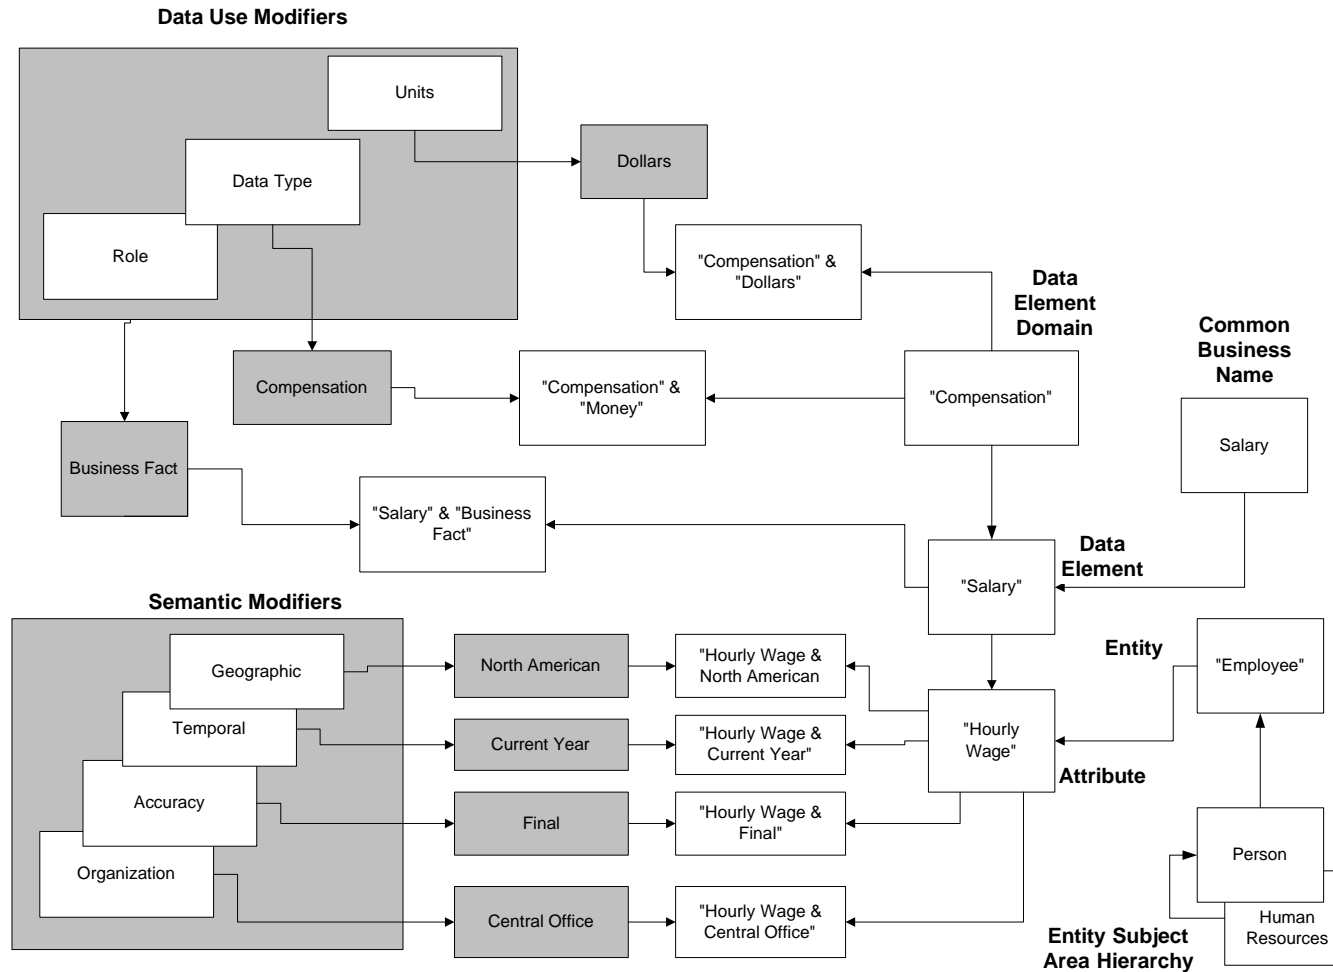 Data Use Modifiers
Units
Dollars
Data Type
Role
"Compensation" &
"Dollars"
Data
Element
Domain
Common
Business
Name
Compensation
"Compensation" &
"Money"
"Compensation"
Salary
Business Fact
"Salary" & "Business
Fact"
Data
Element
"Salary"
Semantic Modifiers
Geographic
North American
"Hourly Wage &
North American
Entity
"Employee"
Temporal
Current Year
"Hourly Wage &
Current Year"
"Hourly
Wage"
Attribute
Accuracy
Final
"Hourly Wage &
Final"
Person
Organization
Central Office
"Hourly Wage &
Central Office"
Human
Resources
Entity Subject
Area Hierarchy